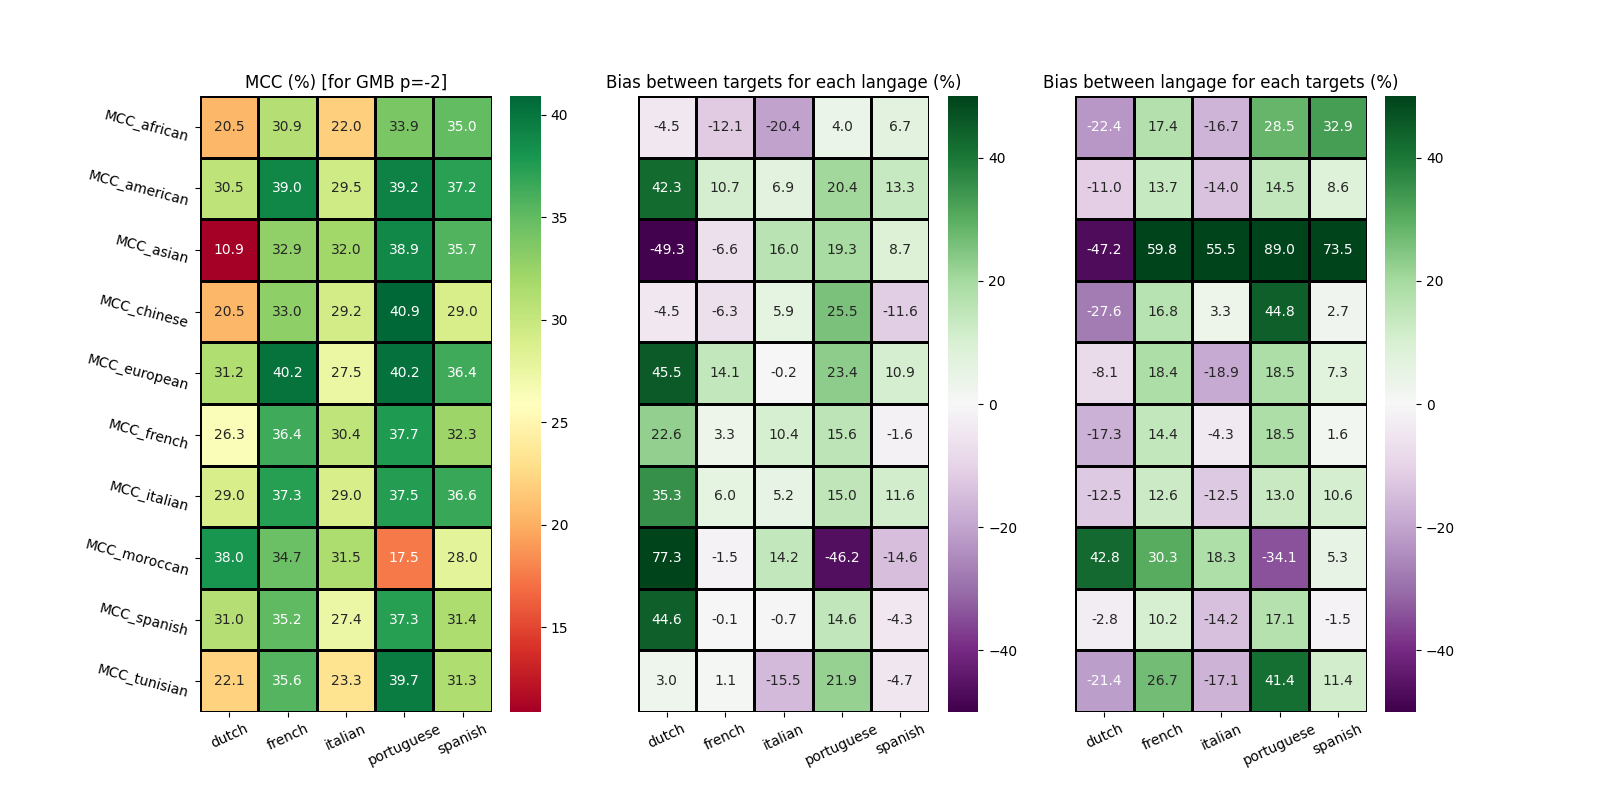 MCC (%) [for GMB p=-2]
Bias between targets for each langage (%)
Bias between langage for each targets (%)
MCC_african 20.5 30.9 22.0 33.9 35.0 -4.5 -12.1 -20.4 4.0 6.7 -22.4 17.4 -16.7 28.5 32.9
MCC_american 30.5 39.0 29.5 39.2 37.2 42.3 10.7 6.9 20.4 13.3 -11.0 13.7 -14.0 14.5 8.6
MCC_asian 10.9 32.9 32.0 38.9 35.7 -49.3 -6.6 16.0 19.3 8.7 -47.2 59.8 55.5 89.0 73.5
MCC_chinese 20.5 33.0 29.2 40.9 29.0 -4.5 -6.3 5.9 25.5 -11.6 -27.6 16.8 3.3 44.8 2.7
MCC_european 31.2 40.2 27.5 40.2 36.4 45.5 14.1 -0.2 23.4 10.9 -8.1 18.4 -18.9 18.5 7.3
MCC_french 26.3 36.4 30.4 37.7 32.3 22.6 3.3 10.4 15.6 -1.6 -17.3 14.4 -4.3 18.5 1.6
MCC_italian 29.0 37.3 29.0 37.5 36.6 35.3 6.0 5.2 15.0 11.6 -12.5 12.6 -12.5 13.0 10.6
MCC_moroccan 38.0 34.7 31.5 17.5 28.0 77.3 -1.5 14.2 -46.2 -14.6 42.8 30.3 18.3 -34.1 5.3
MCC_spanish 31.0 35.2 27.4 37.3 31.4 44.6 -0.1 -0.7 14.6 -4.3 -2.8 10.2 -14.2 17.1 -1.5
MCC_tunisian 22.1 35.6 23.3 39.7 31.3 3.0 1.1 -15.5 21.9 -4.7 -21.4 26.7 -17.1 41.4 11.4
dutch french italian portuguese spanish
dutch french italian portuguese spanish
dutch french italian portuguese spanish
40
35
30
25
20
15
40
20
0
−20
−40
40
20
0
−20
−40